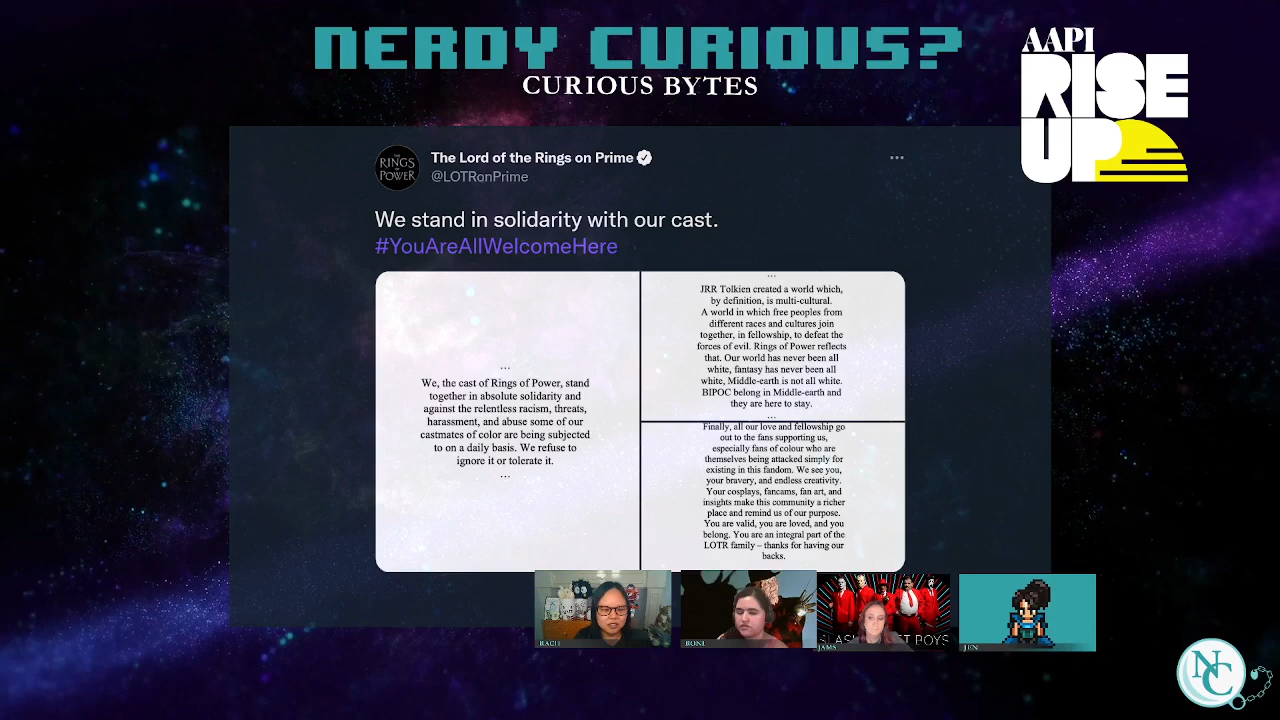 NERDY CURIOUS?
CURIOUS BYTES
AAPI
RISE
UP
THE
RINGS
OF
POWER
The Lord of the Rings on Prime
@LOTRonPrime
...
We stand in solidarity with our cast.
#YouAreAllWelcomeHere
...
We, the cast of Rings of Power, stand
together in absolute solidarity and
against the relentless racism, threats,
harassment, and abuse some of our
castmates of color are being subjected
to on a daily basis. We refuse to
ignore it or tolerate it.
...
...
JRR Tolkien created a world which,
by definition, is multi-cultural.
A world in which free peoples from
different races and cultures join
together, in fellowship, to defeat the
forces of evil. Rings of Power reflects
that. Our world has never been all
white, fantasy has never been all
white, Middle-earth is not all white.
BIPOC belong in Middle-earth and
they are here to stay.
...
Finally, all our love and fellowship go
out to the fans supporting us,
especially fans of colour who are
themselves being attacked simply for
existing in this fandom. We see you,
your bravery, and endless creativity.
Your cosplays, fancams, fan art, and
insights make this community a richer
place and remind us of our purpose.
You are valid, you are loved, and you
belong. You are an integral part of the
LOTR family – thanks for having our
backs.
RACH
RONI
BOYS
JAMS
JEN
NC